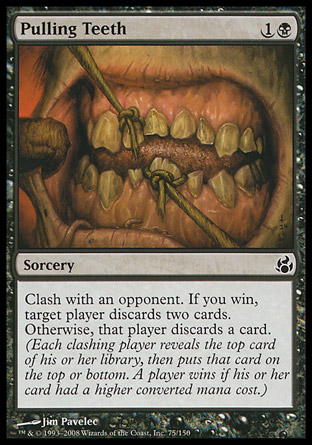 Pulling Teeth 1
Sorcery
Clash with an opponent. If you win,
target player discards two cards.
Otherwise, that player discards a card.
(Each clashing player reveals the top card
of his or her library, then puts that card on
the top or bottom. A player wins if his or her
card had a higher converted mana cost.)
Jim Pavelec
™ & © 1993–2008 Wizards of the Coast, Inc. 75/150